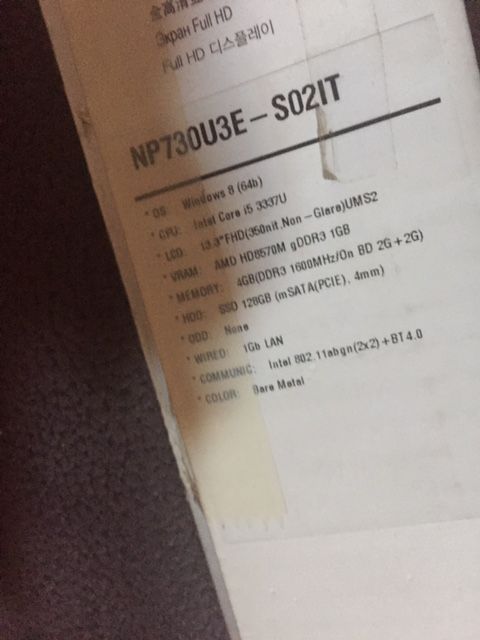 Экран Full HD
Full HD 디스플레이
NP730U3E – S02IT
* OS: Windows 8 (64b)
* CPU: Intel Core i5 3337U
* LCD: 13.3"FHD(350nit,Non-Glare)UMS2
* VRAM: AMD HD8570M gDDR3 1GB
* MEMORY: 4GB(DDR3 1600MHz/On BD 2G+2G)
* HDD: SSD 128GB (mSATA(PCIE), 4mm)
* ODD: None
* WIRED: 1Gb LAN
* COMMUNIC: Intel 802.11abgn(2x2)+BT4.0
* COLOR: Bare Metal